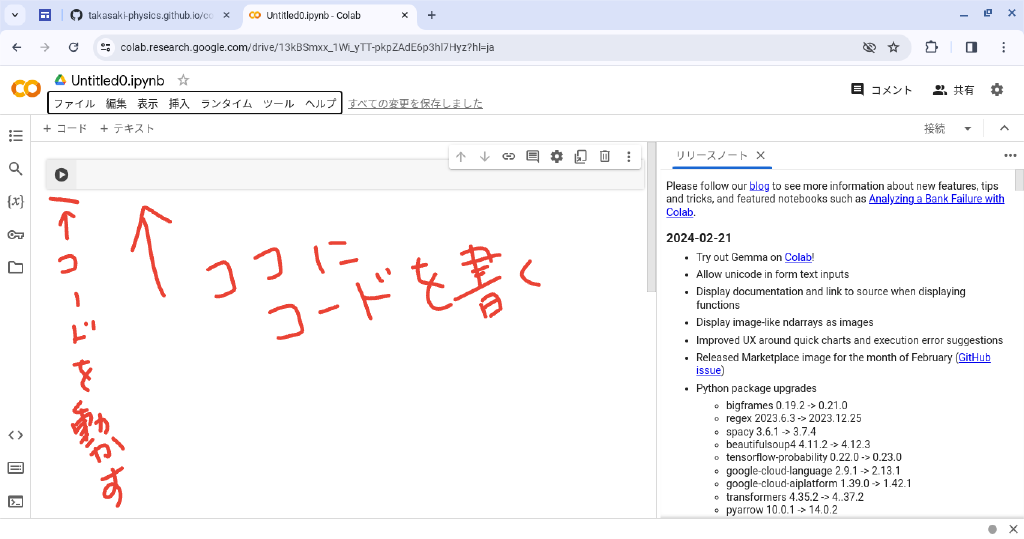 takasaki-physics.github.io/co
Untitled0.ipynb - Colab
colab.research.google.com/drive/13kBSmxx_1Wi_yTT-pkpZAdE6p3hl7Hyz?hl=ja
Untitled0.ipynb
ファイル 編集 表示 挿入 ランタイム ツール ヘルプ すべての変更を保存しました
コメント 共有
+ コード + テキスト
接続
リリースノート
ココに
コードを書く
コードを動かす
Please follow our blog to see more information about new features, tips
and tricks, and featured notebooks such as Analyzing a Bank Failure with
Colab.
2024-02-21
• Try out Gemma on Colab!
• Allow unicode in form text inputs
• Display documentation and link to source when displaying
functions
• Display image-like ndarrays as images
• Improved UX around quick charts and execution error suggestions
• Released Marketplace image for the month of February (GitHub
issue)
• Python package upgrades
bigframes 0.19.2 -> 0.21.0
regex 2023.6.3 -> 2023.12.25
spacy 3.6.1 -> 3.7.4
beautifulsoup4 4.11.2 -> 4.12.3
tensorflow-probability 0.22.0 -> 0.23.0
google-cloud-language 2.9.1 -> 2.13.1
google-cloud-aiplatform 1.39.0 -> 1.42.1
transformers 4.35.2 -> 4..37.2
pyarrow 10.0.1 -> 14.0.2